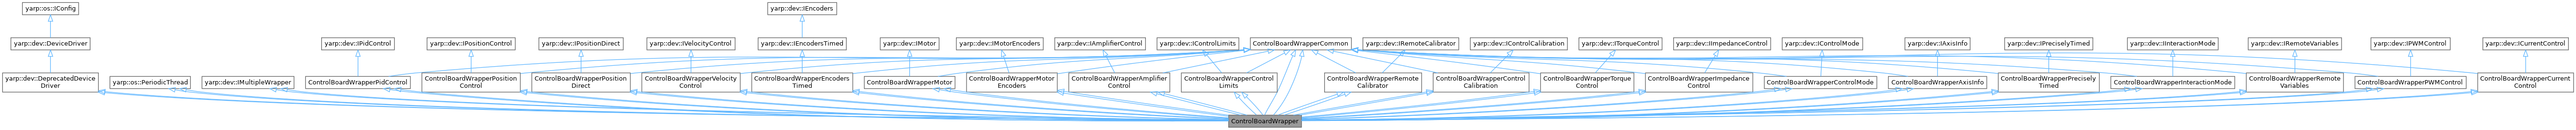 yarp::os::IConfig
yarp::dev::IEncoders
yarp::dev::DeviceDriver
yarp::dev::IPidControl
yarp::dev::IPositionControl
yarp::dev::IPositionDirect
yarp::dev::IVelocityControl
yarp::dev::IEncodersTimed
yarp::dev::IMotor
yarp::dev::IMotorEncoders
yarp::dev::IAmplifierControl
yarp::dev::IControlLimits
ControlBoardWrapperCommon
yarp::dev::IRemoteCalibrator
yarp::dev::IControlCalibration
yarp::dev::ITorqueControl
yarp::dev::IImpedanceControl
yarp::dev::IControlMode
yarp::dev::IAxisInfo
yarp::dev::IPreciselyTimed
yarp::dev::IInteractionMode
yarp::dev::IRemoteVariables
yarp::dev::IPWMControl
yarp::dev::ICurrentControl
yarp::dev::DeprecatedDevice
Driver
yarp::os::PeriodicThread
yarp::dev::IMultipleWrapper
ControlBoardWrapperPidControl
ControlBoardWrapperPosition
Control
ControlBoardWrapperPosition
Direct
ControlBoardWrapperVelocity
Control
ControlBoardWrapperEncoders
Timed
ControlBoardWrapperMotor
ControlBoardWrapperMotor
Encoders
ControlBoardWrapperAmplifier
Control
ControlBoardWrapperControl
Limits
ControlBoardWrapperRemote
Calibrator
ControlBoardWrapperControl
Calibration
ControlBoardWrapperTorque
Control
ControlBoardWrapperImpedance
Control
ControlBoardWrapperControlMode
ControlBoardWrapperAxisInfo
ControlBoardWrapperPrecisely
Timed
ControlBoardWrapperInteractionMode
ControlBoardWrapperRemote
Variables
ControlBoardWrapperPWMControl
ControlBoardWrapperCurrent
Control
ControlBoardWrapper